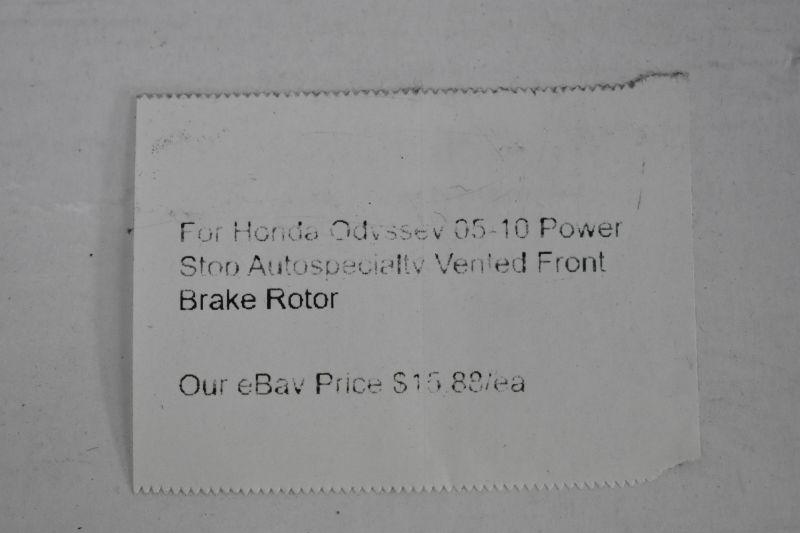 For Honda Odyssey 05-10 Power
Stop Autospecialty Vented Front
Brake Rotor
Our eBay Price $15.88/ea